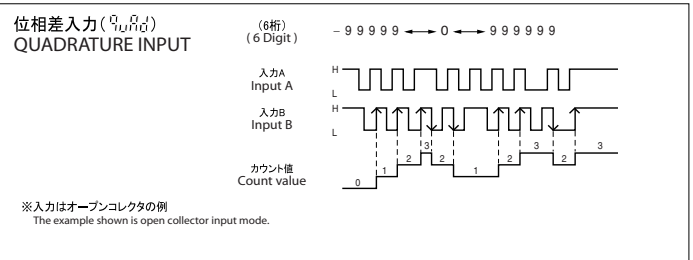 位相差入力(QuAd)
QUADRATURE INPUT
(6桁)
( 6 Digit )
- 9 9 9 9 9 ←→ 0 ←→ 9 9 9 9 9 9
入力A
Input A
H
L
入力B
Input B
H
L
カウント値
Count value
0 1 2 3 2 1 2 3 2 3
※入力はオープンコレクタの例
The example shown is open collector input mode.